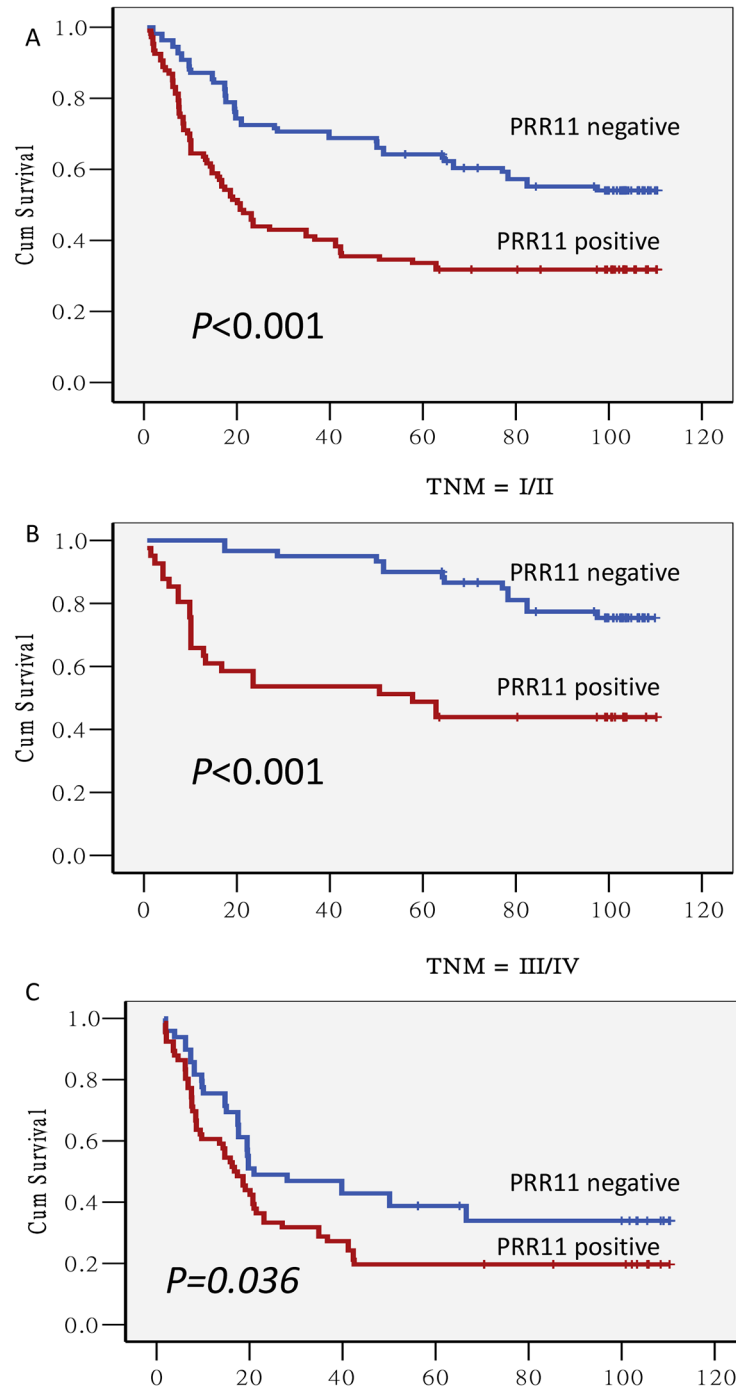 A
Cum Survival
1.0
0.8
0.6
0.4
0.2
0.0
PRR11 negative
PRR11 positive
P<0.001
0 20 40 60 80 100 120
TNM = I/II
B
Cum Survival
1.0
0.8
0.6
0.4
0.2
0.0
PRR11 negative
PRR11 positive
P<0.001
0 20 40 60 80 100 120
TNM = III/IV
C
Cum Survival
1.0
0.8
0.6
0.4
0.2
0.0
PRR11 negative
PRR11 positive
P=0.036
0 20 40 60 80 100 120